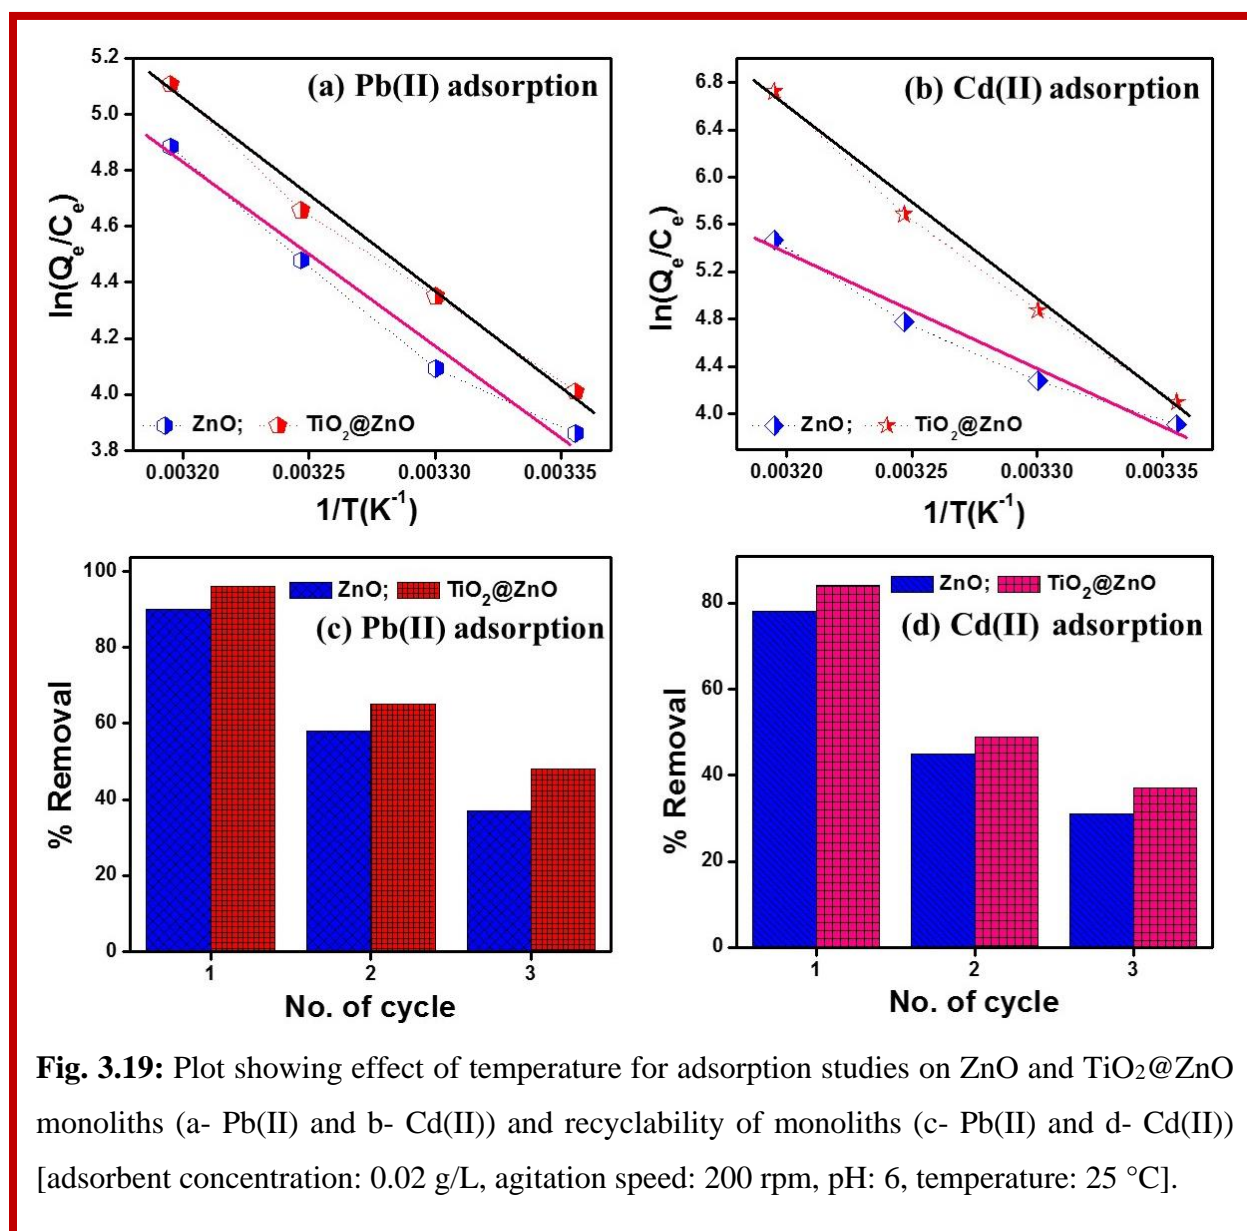 (a) Pb(II) adsorption
5.2
5.0
4.8
4.6
4.4
4.2
4.0
3.8
ln(Qe/Ce)
ZnO; TiO2@ZnO
0.00320 0.00325 0.00330 0.00335
1/T(K-1)
(b) Cd(II) adsorption
6.8
6.4
6.0
5.6
5.2
4.8
4.4
4.0
ln(Qe/Ce)
ZnO; TiO2@ZnO
0.00320 0.00325 0.00330 0.00335
1/T(K-1)
100
80
60
40
20
0
% Removal
ZnO; TiO2@ZnO
(c) Pb(II) adsorption
1 2 3
No. of cycle
80
60
40
20
0
% Removal
ZnO; TiO2@ZnO
(d) Cd(II) adsorption
1 2 3
No. of cycle
Fig. 3.19: Plot showing effect of temperature for adsorption studies on ZnO and TiO2@ZnO
monoliths (a- Pb(II) and b- Cd(II)) and recyclability of monoliths (c- Pb(II) and d- Cd(II))
[adsorbent concentration: 0.02 g/L, agitation speed: 200 rpm, pH: 6, temperature: 25 °C].